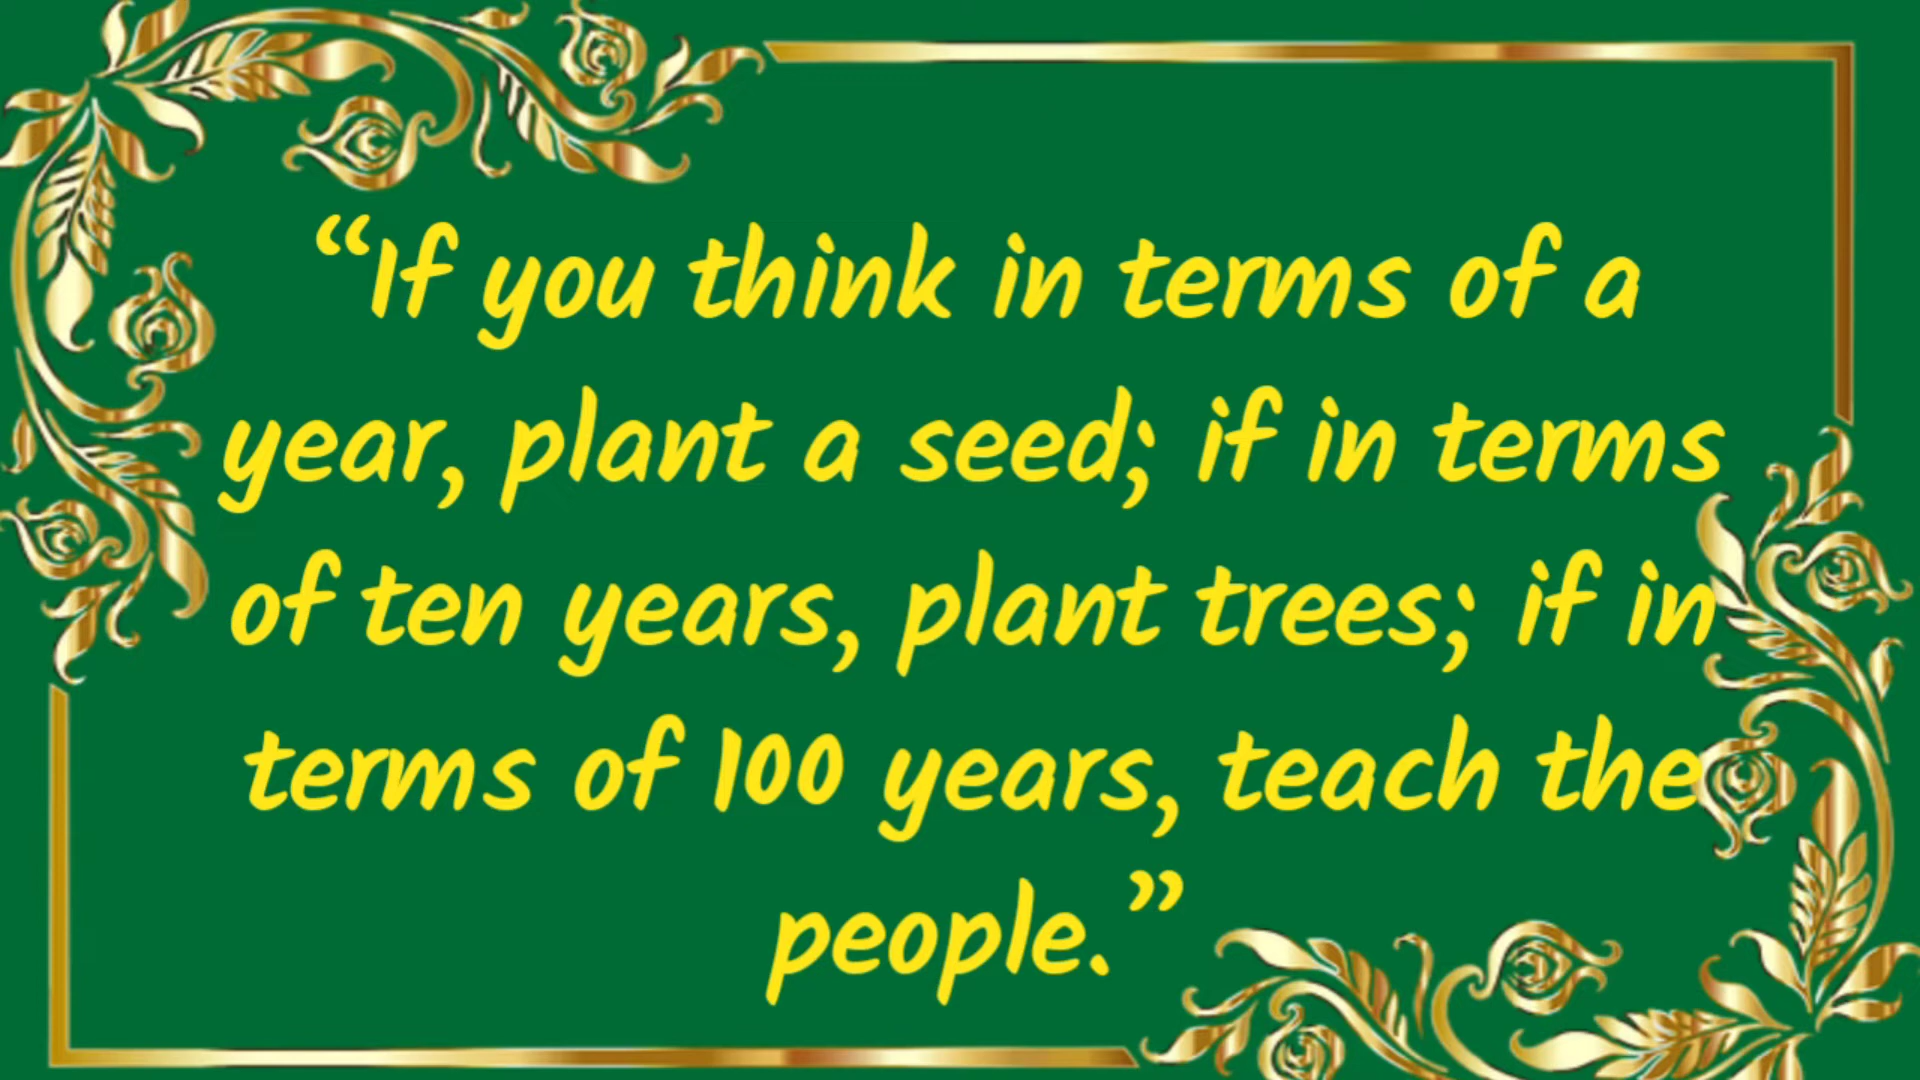 “If you think in terms of a
year, plant a seed; if in terms
of ten years, plant trees; if in
terms of 100 years, teach the
people.”